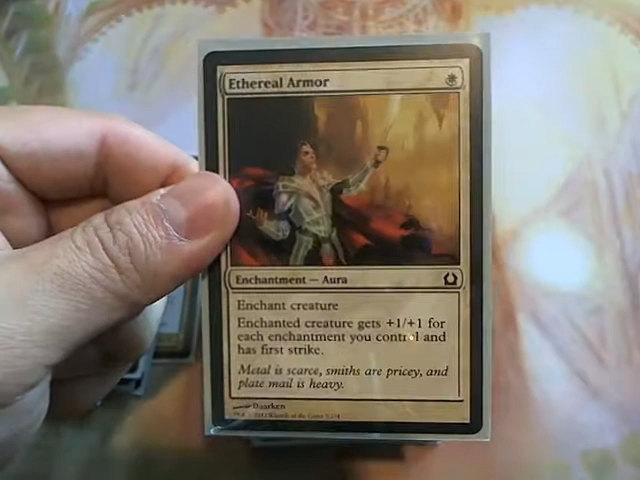 Ethereal Armor
Enchantment — Aura
Enchant creature
Enchanted creature gets +1/+1 for
each enchantment you control and
has first strike.
Metal is scarce, smiths are pricey, and
plate mail is heavy.
Daarken